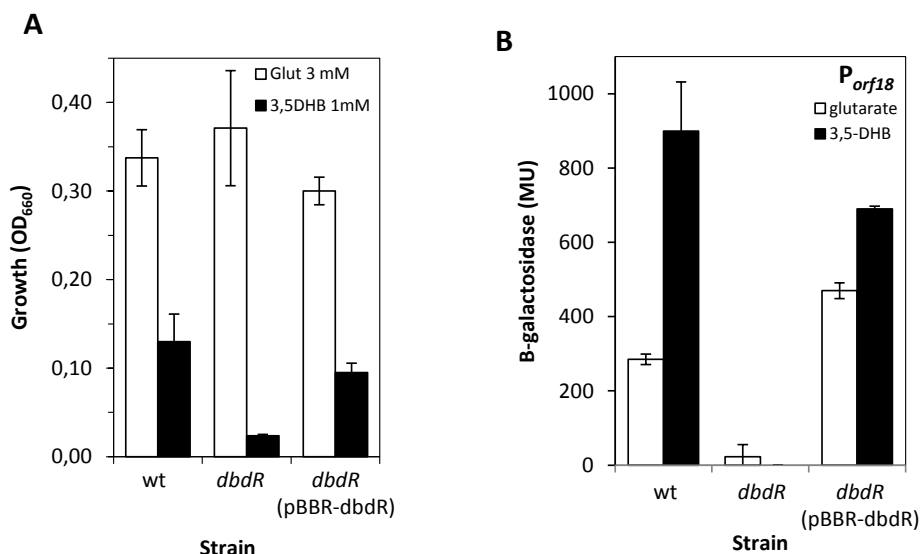 A
Growth (OD660)
0,40
0,30
0,20
0,10
0,00
Glut 3 mM
3,5DHB 1mM
wt
dbdR
dbdR
(pBBR-dbdR)
Strain
B
Β-galactosidase (MU)
1000
800
600
400
200
0
Porf18
glutarate
3,5-DHB
wt
dbdR
dbdR
(pBBR-dbdR)
Strain